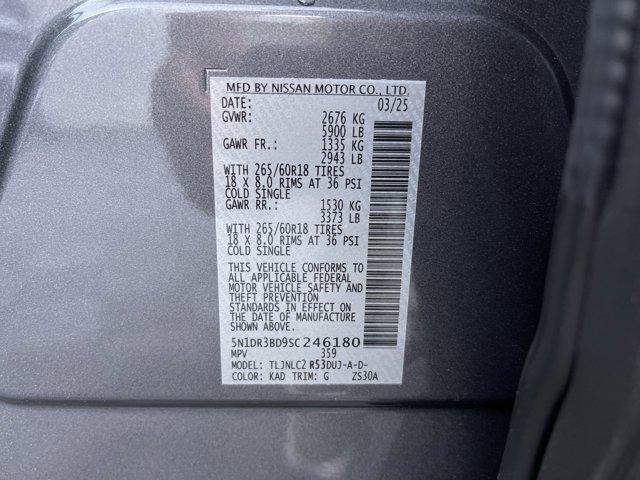 MFD BY NISSAN MOTOR CO., LTD.
DATE: 03/25
GVWR: 2676 KG
5900 LB
GAWR FR.: 1335 KG
2943 LB
WITH 265/60R18 TIRES
18 X 8.0 RIMS AT 36 PSI
COLD SINGLE
GAWR RR.: 1530 KG
3373 LB
WITH 265/60R18 TIRES
18 X 8.0 RIMS AT 36 PSI
COLD SINGLE
THIS VEHICLE CONFORMS TO
ALL APPLICABLE FEDERAL
MOTOR VEHICLE SAFETY AND
THEFT PREVENTION
STANDARDS IN EFFECT ON
THE DATE OF MANUFACTURE
SHOWN ABOVE.
5N1DR3BD9SC246180
MPV 359
MODEL: TLJNLC2 R53DUJ-A-D-
COLOR: KAD TRIM: G ZS30A